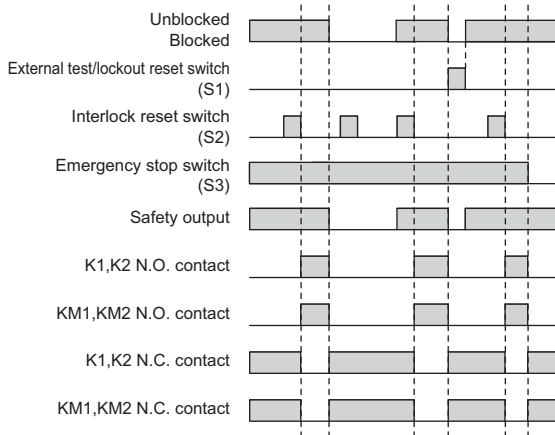 Unblocked
Blocked
External test/lockout reset switch
(S1)
Interlock reset switch
(S2)
Emergency stop switch
(S3)
Safety output
K1,K2 N.O. contact
KM1,KM2 N.O. contact
K1,K2 N.C. contact
KM1,KM2 N.C. contact